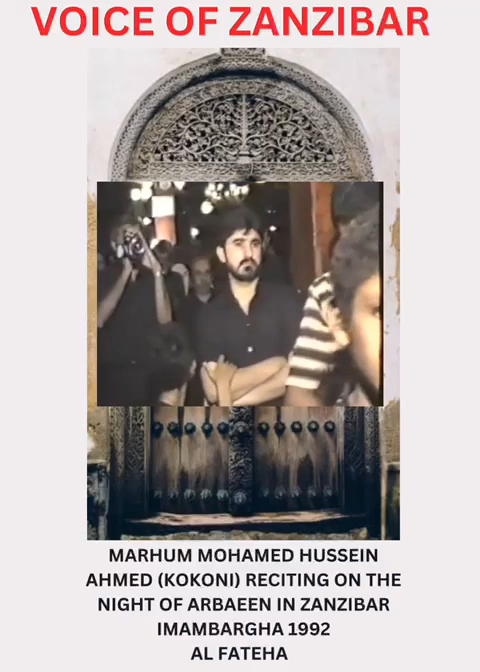 VOICE OF ZANZIBAR
MARHUM MOHAMED HUSSEIN
AHMED (KOKONI) RECITING ON THE
NIGHT OF ARBAEEN IN ZANZIBAR
IMAMBARGHA 1992
AL FATEHA